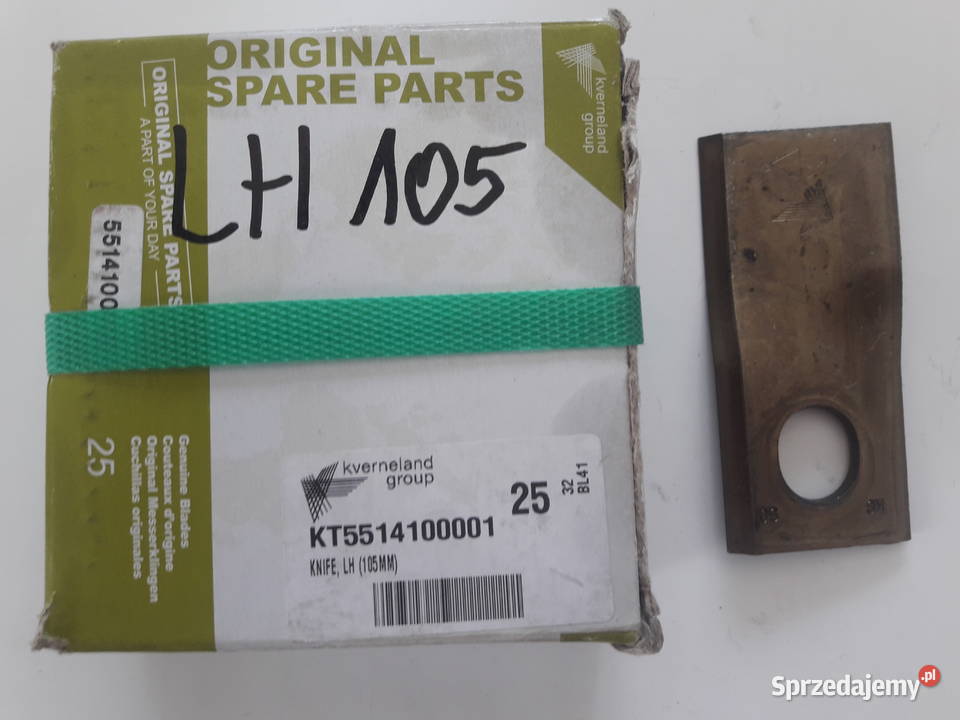 ORIGINAL
SPARE PARTS
kverneland
group
ORIGINAL SPARE PARTS
A PART OF YOUR DAY
LH 105
5514100
25
Genuine Blades
Couteaux d'origine
Original Messerklingen
Cuchillas originales
kverneland
group
25
32
BL41
KT5514100001
KNIFE, LH (105MM)
Sprzedajemy.pl